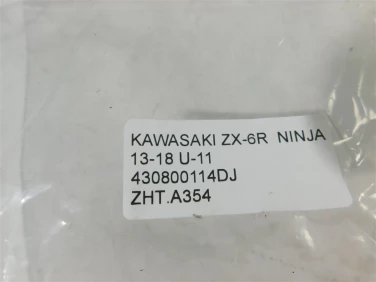 KAWASAKI ZX-6R NINJA
13-18 U-11
430800114DJ
ZHT.A354